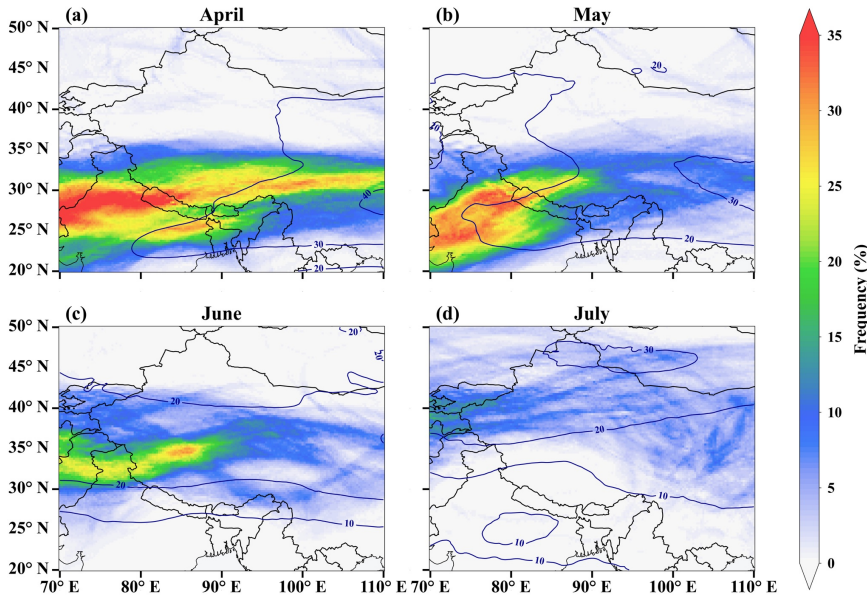 (a) April
(b) May
50° N
45° N
40° N
35° N
30° N
25° N
20° N
40
30
20
20
30
20
(c) June
(d) July
50° N
45° N
40° N
35° N
30° N
25° N
20° N
20
20
20
20
10
30
20
10
10
10
70° E
80° E
90° E
100° E
110° E
70° E
80° E
90° E
100° E
110° E
35
30
25
20
15
10
5
0
Frequency (%)